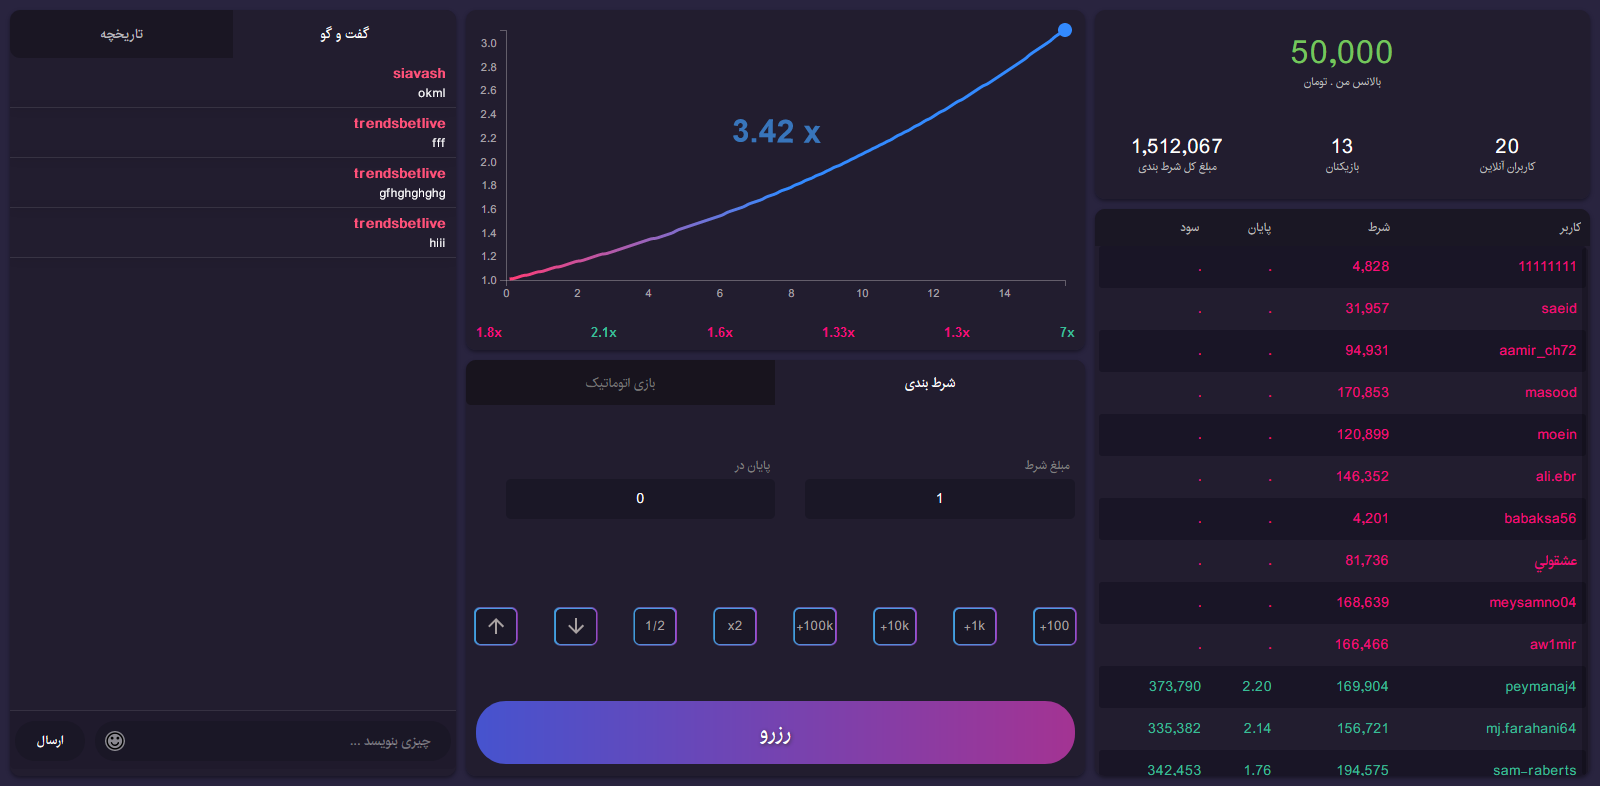 50,000
بالانس من . تومان
20
کاربران آنلاین
13
بازیکنان
1,512,067
مبلغ کل شرط بندی
کاربر شرط پایان سود
11111111 4,828 . .
saeid 31,957 . .
aamir_ch72 94,931 . .
masood 170,853 . .
moein 120,899 . .
ali.ebr 146,352 . .
babaksa56 4,201 . .
عشقولي 81,736 . .
meysamno04 168,639 . .
aw1mir 166,466 . .
peymanaj4 169,904 2.20 373,790
mj.farahani64 156,721 2.14 335,382
sam-raberts 194,575 1.76 342,453
3.0
2.8
2.6
2.4
2.2
2.0
1.8
1.6
1.4
1.2
1.0
3.42 x
0 2 4 6 8 10 12 14
1.8x 2.1x 1.6x 1.33x 1.3x 7x
شرط بندی
بازی اتوماتیک
مبلغ شرط
1
پایان در
0
1/2 x2 +100k +10k +1k +100
رزرو
گفت و گو
تاریخچه
siavash
okml
trendsbetlive
fff
trendsbetlive
gfhghghghg
trendsbetlive
hiii
چیزی بنویسد ...
ارسال